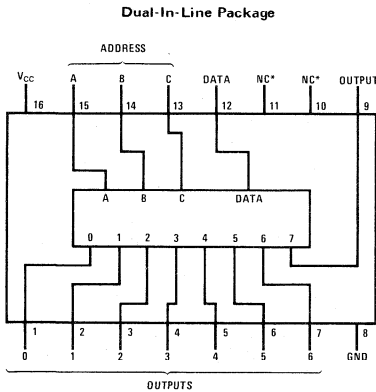 Dual-In-Line Package
ADDRESS
VCC A B C DATA NC* NC* OUTPUT
16 15 14 13 12 11 10 9
A B C DATA
0 1 2 3 4 5 6 7
1 2 3 4 5 6 7 8
0 1 2 3 4 5 6 GND
OUTPUTS